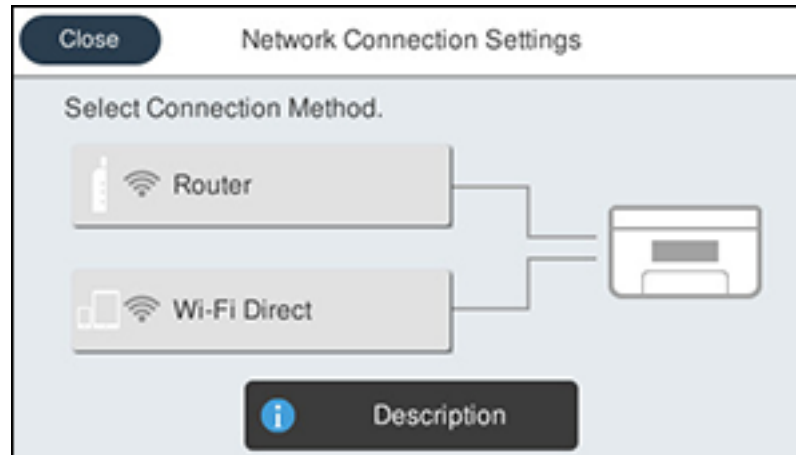 Close
Network Connection Settings
Select Connection Method.
Router
Wi-Fi Direct
Description